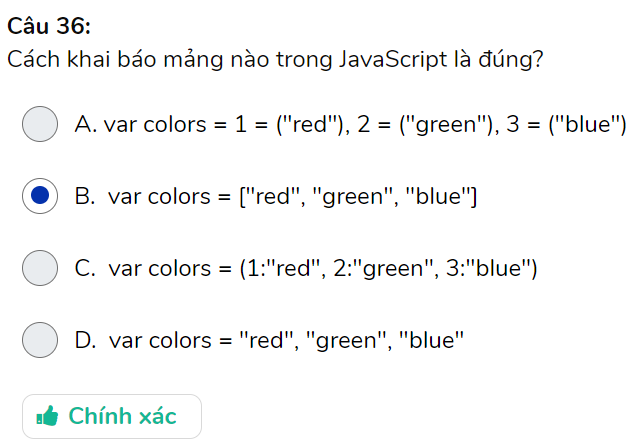 Câu 36:
Cách khai báo mảng nào trong JavaScript là đúng?
A. var colors = 1 = ("red"), 2 = ("green"), 3 = ("blue")
B. var colors = ["red", "green", "blue"]
C. var colors = (1:"red", 2:"green", 3:"blue")
D. var colors = "red", "green", "blue"
Chính xác